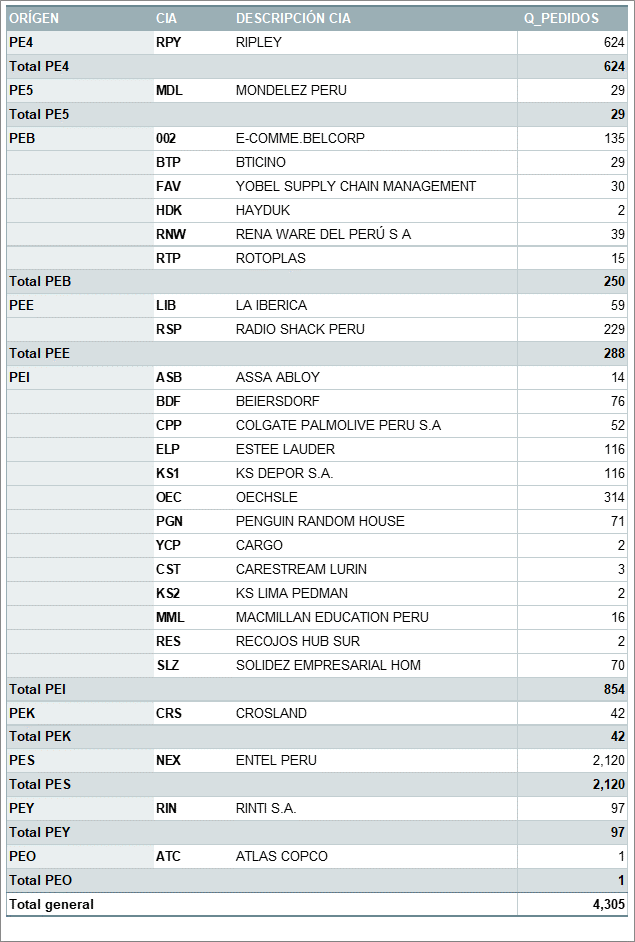 ORÍGEN CIA DESCRIPCIÓN CIA Q_PEDIDOS
PE4 RPY RIPLEY 624
Total PE4 624
PE5 MDL MONDELEZ PERU 29
Total PE5 29
PEB 002 E-COMME.BELCORP 135
BTP BTICINO 29
FAV YOBEL SUPPLY CHAIN MANAGEMENT 30
HDK HAYDUK 2
RNW RENA WARE DEL PERÚ S A 39
RTP ROTOPLAS 15
Total PEB 250
PEE LIB LA IBERICA 59
RSP RADIO SHACK PERU 229
Total PEE 288
PEI ASB ASSA ABLOY 14
BDF BEIERSDORF 76
CPP COLGATE PALMOLIVE PERU S.A 52
ELP ESTEE LAUDER 116
KS1 KS DEPOR S.A. 116
OEC OECHSLE 314
PGN PENGUIN RANDOM HOUSE 71
YCP CARGO 2
CST CARESTREAM LURIN 3
KS2 KS LIMA PEDMAN 2
MML MACMILLAN EDUCATION PERU 16
RES RECOJOS HUB SUR 2
SLZ SOLIDEZ EMPRESARIAL HOM 70
Total PEI 854
PEK CRS CROSLAND 42
Total PEK 42
PES NEX ENTEL PERU 2,120
Total PES 2,120
PEY RIN RINTI S.A. 97
Total PEY 97
PEO ATC ATLAS COPCO 1
Total PEO 1
Total general 4,305